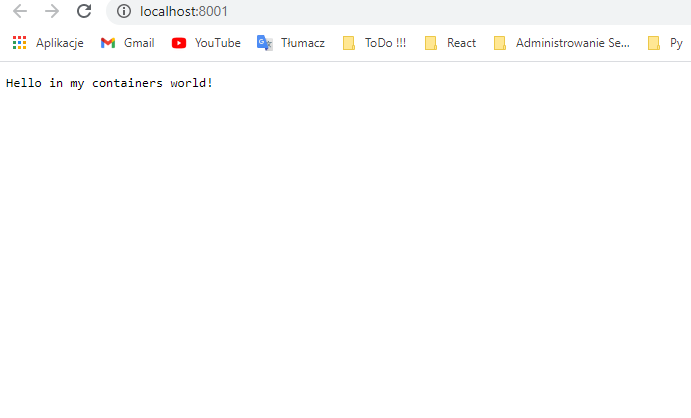 localhost:8001
Aplikacje Gmail YouTube Tłumacz ToDo !!! React Administrowanie Se... Py
Hello in my containers world!